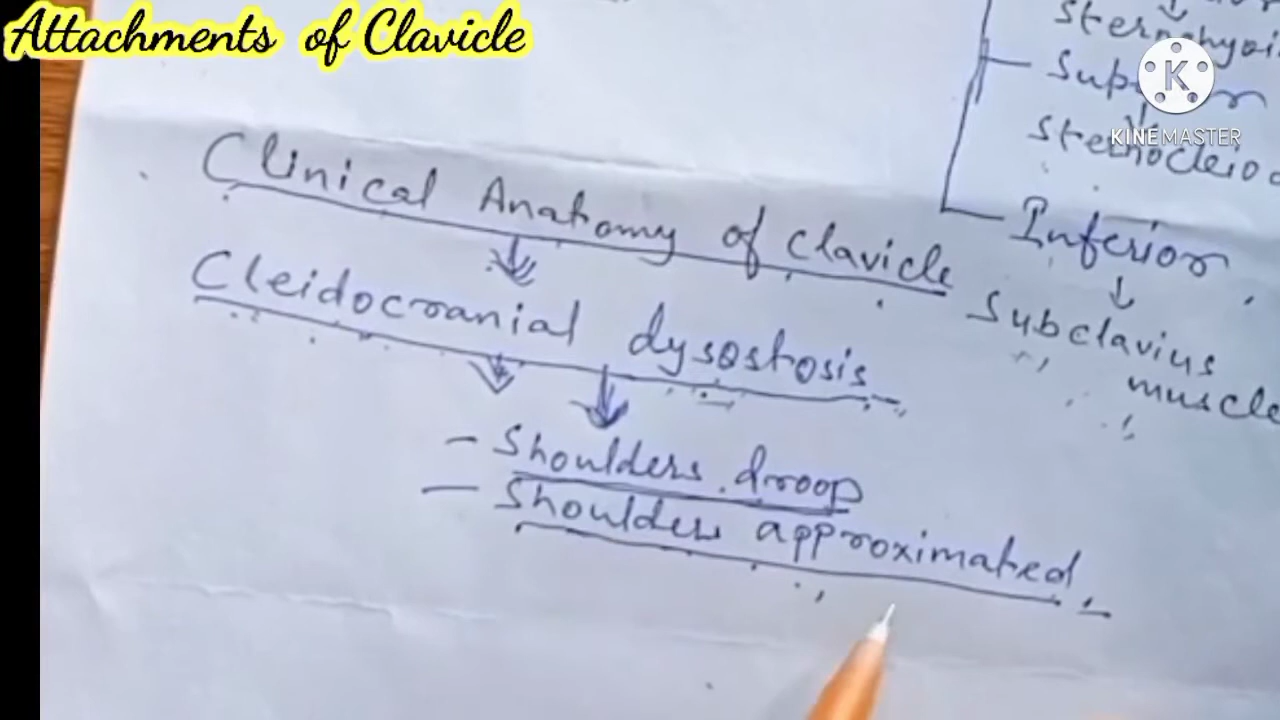 Attachments of Clavicle
KINEMASTER
Inferior
↓
Subclavius
muscle
Clinical Anatomy of Clavicle
Cleidocranial dysostosis
- Shoulders droop
- Shoulders approximated